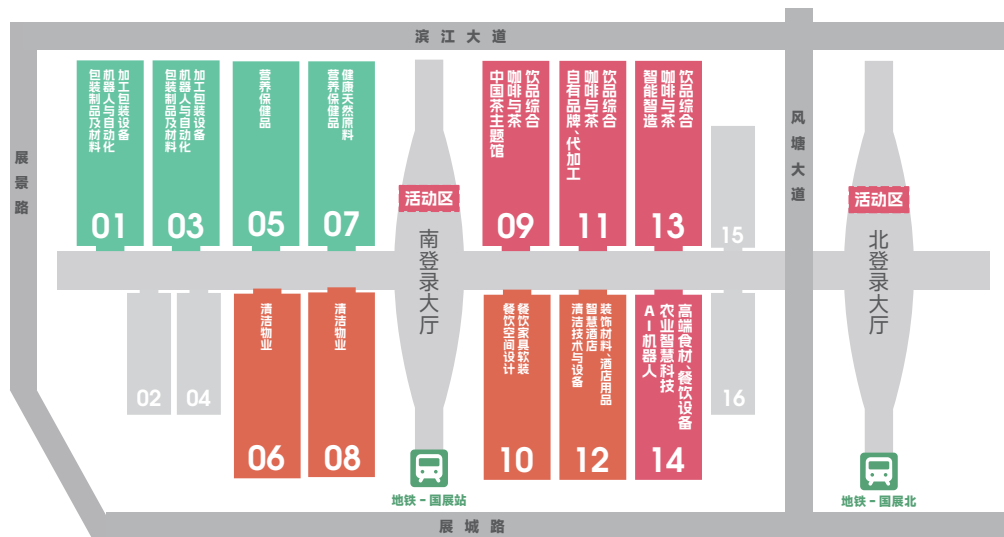 滨江大道
展景路
风塘大道
加工包装设备
机器人与自动化
包装制品及材料
01
加工包装设备
机器人与自动化
包装制品及材料
03
营养保健品
05
健康天然原料
营养保健品
07
活动区
南登录大厅
饮品综合
咖啡与茶
中国茶主题馆
09
饮品综合
咖啡与茶
自有品牌、代加工
11
饮品综合
咖啡与茶
智能智造
13
15
活动区
北登录大厅
02
04
清洁物业
06
清洁物业
08
餐饮家具软装
餐饮空间设计
10
装饰材料、酒店用品
智慧酒店
清洁技术与设备
12
高端食材、餐饮设备
农业智慧科技
AI机器人
14
16
地铁-国展站
地铁-国展北
展城路